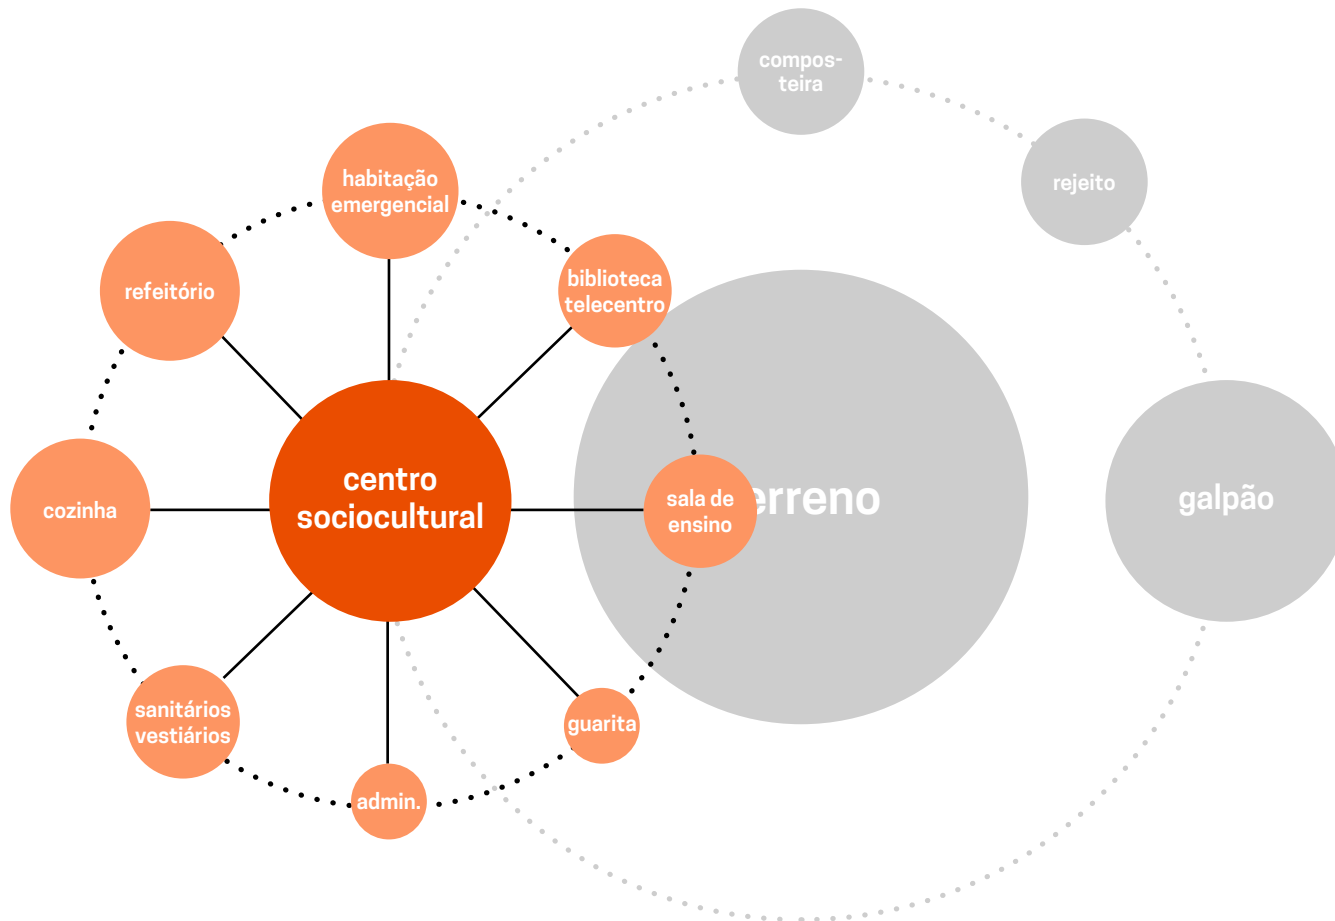 compos-
teira
habitação
emergencial
rejeito
biblioteca
telecentro
refeitório
centro
sociocultural
sala de
ensino
erreno
galpão
cozinha
sanitários
vestiários
guarita
admin.